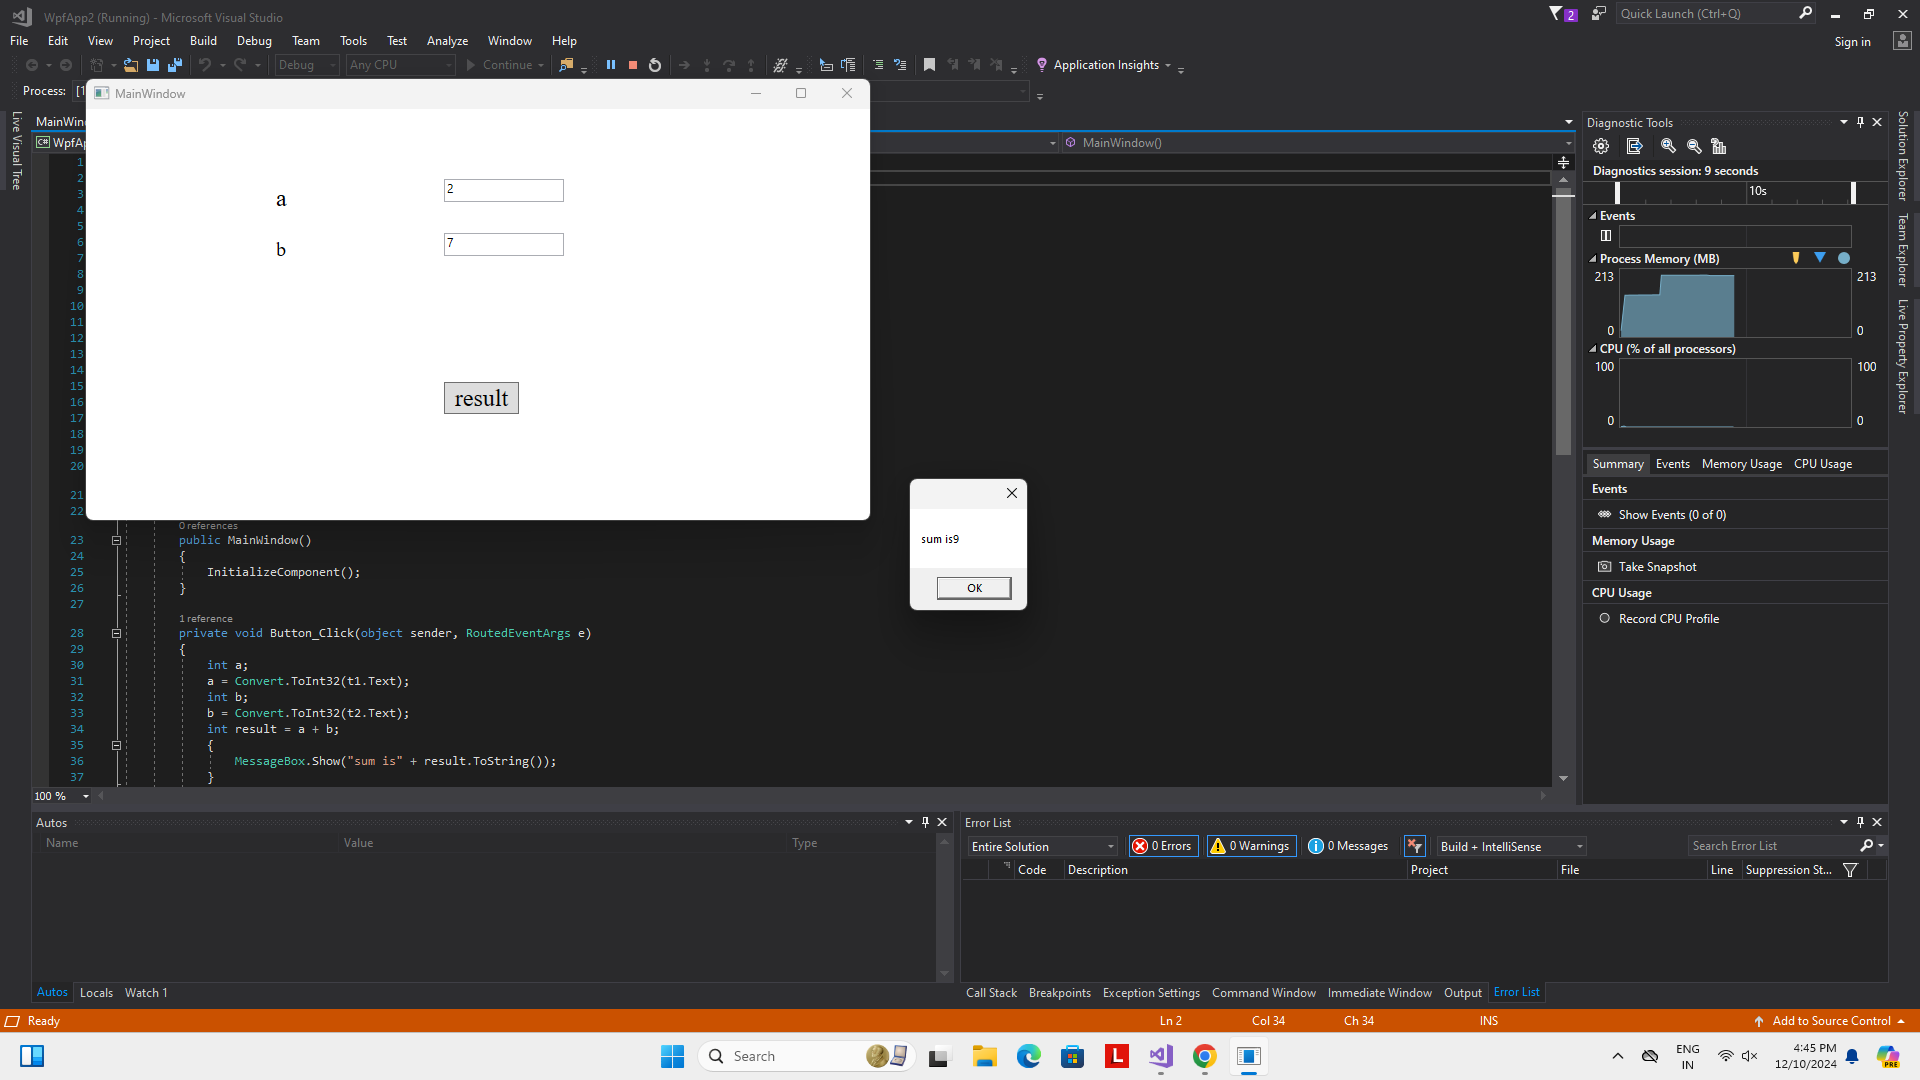 WpfApp2 (Running) - Microsoft Visual Studio
2
Quick Launch (Ctrl+Q)
File Edit View Project Build Debug Team Tools Test Analyze Window Help
Sign in
Debug Any CPU Continue Application Insights
Process:
MainWindow
Live Visual Tree
MainWin
WpfAp
MainWindow()
a 2
b 7
result
1
2
3
4
5
6
7
8
9
10
11
12
13
14
15
16
17
18
19
20
21
22
0 references
23 public MainWindow()
24 {
25 InitializeComponent();
26 }
27
1 reference
28 private void Button_Click(object sender, RoutedEventArgs e)
29 {
30 int a;
31 a = Convert.ToInt32(t1.Text);
32 int b;
33 b = Convert.ToInt32(t2.Text);
34 int result = a + b;
35 {
36 MessageBox.Show("sum is" + result.ToString());
37 }
100 %
sum is9
OK
Diagnostic Tools
Diagnostics session: 9 seconds
10s
Events
Process Memory (MB)
213 213
0 0
CPU (% of all processors)
100 100
0 0
Summary Events Memory Usage CPU Usage
Events
Show Events (0 of 0)
Memory Usage
Take Snapshot
CPU Usage
Record CPU Profile
Solution Explorer
Team Explorer
Live Property Explorer
Autos
Name Value Type
Autos Locals Watch 1
Error List
Entire Solution 0 Errors 0 Warnings 0 Messages Build + IntelliSense Search Error List
Code Description Project File Line Suppression St...
Call Stack Breakpoints Exception Settings Command Window Immediate Window Output Error List
Ready Ln 2 Col 34 Ch 34 INS Add to Source Control
Search
L
ENG
IN
4:45 PM
12/10/2024
PRE